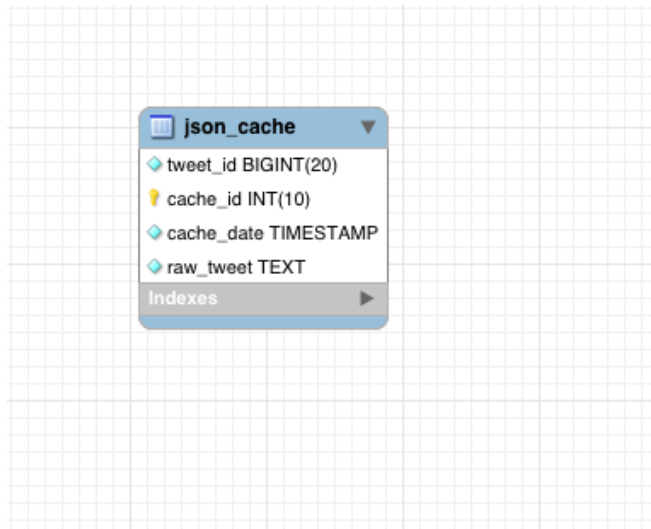 json_cache
tweet_id BIGINT(20)
cache_id INT(10)
cache_date TIMESTAMP
raw_tweet TEXT
Indexes